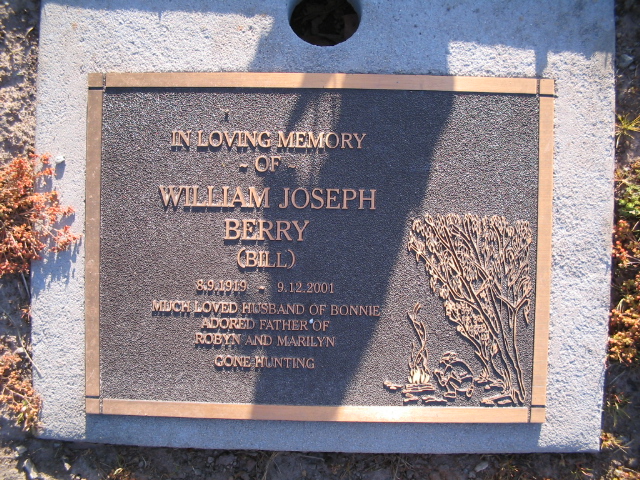 IN LOVING MEMORY
~ OF ~
WILLIAM JOSEPH
BERRY
(BILL)
8.9.1919 ~ 9.12.2001
MUCH LOVED HUSBAND OF BONNIE
ADORED FATHER OF
ROBYN AND MARILYN
GONE HUNTING